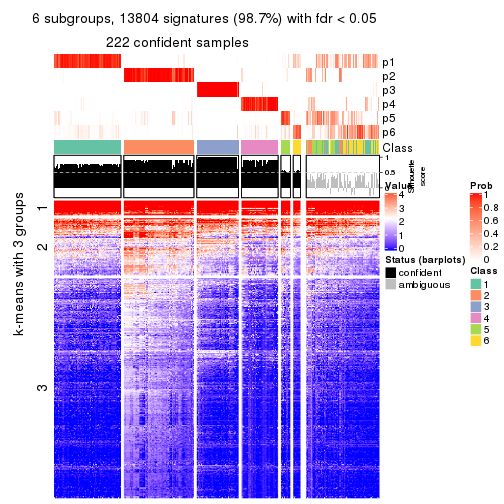 6 subgroups, 13804 signatures (98.7%) with fdr < 0.05
222 confident samples
p1
p2
p3
p4
p5
p6
Class
1
0.5
0
Silhouette
score
k-means with 3 groups
1
2
3
Value
4
3
2
1
0
Status (barplots)
confident
ambiguous
Prob
1
0.8
0.6
0.4
0.2
0
Class
1
2
3
4
5
6